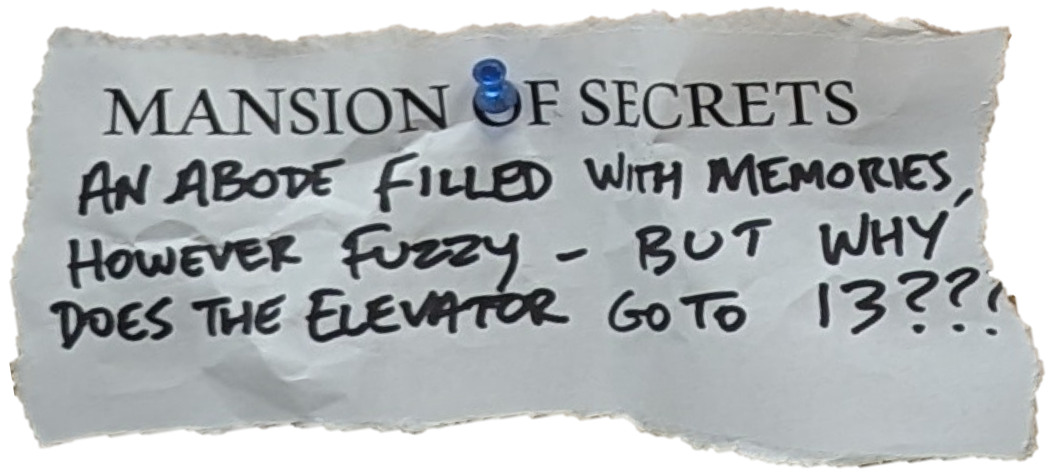 MANSION OF SECRETS
AN ABODE FILLED WITH MEMORIES,
HOWEVER FUZZY – BUT WHY
DOES THE ELEVATOR GO TO 13???